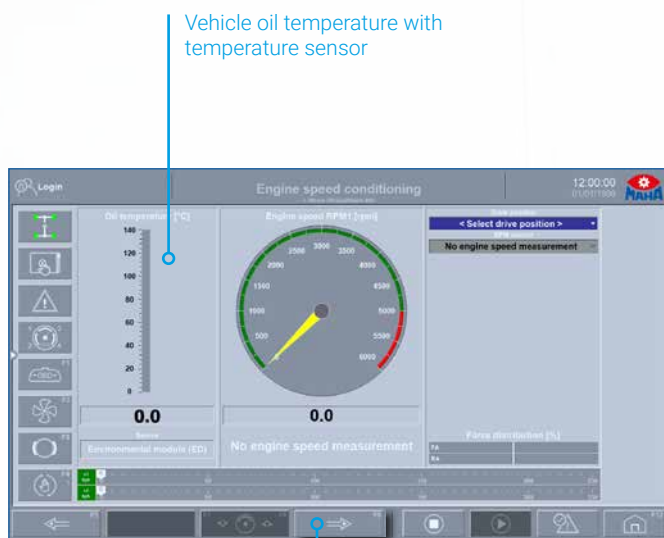 Vehicle oil temperature with
temperature sensor
Login
Engine speed conditioning
12:00:00
MAHA
Oil temperature [°C]
Engine speed RPM1 [rpm]
< Select drive position >
No engine speed measurement
140
120
100
80
60
40
20
0
500
1000
1500
2000
2500
3000
3500
4000
4500
5000
6000
0.0
0.0
Source
Environmental module (ED)
No engine speed measurement
Force distribution [%]
FA
RA
F1